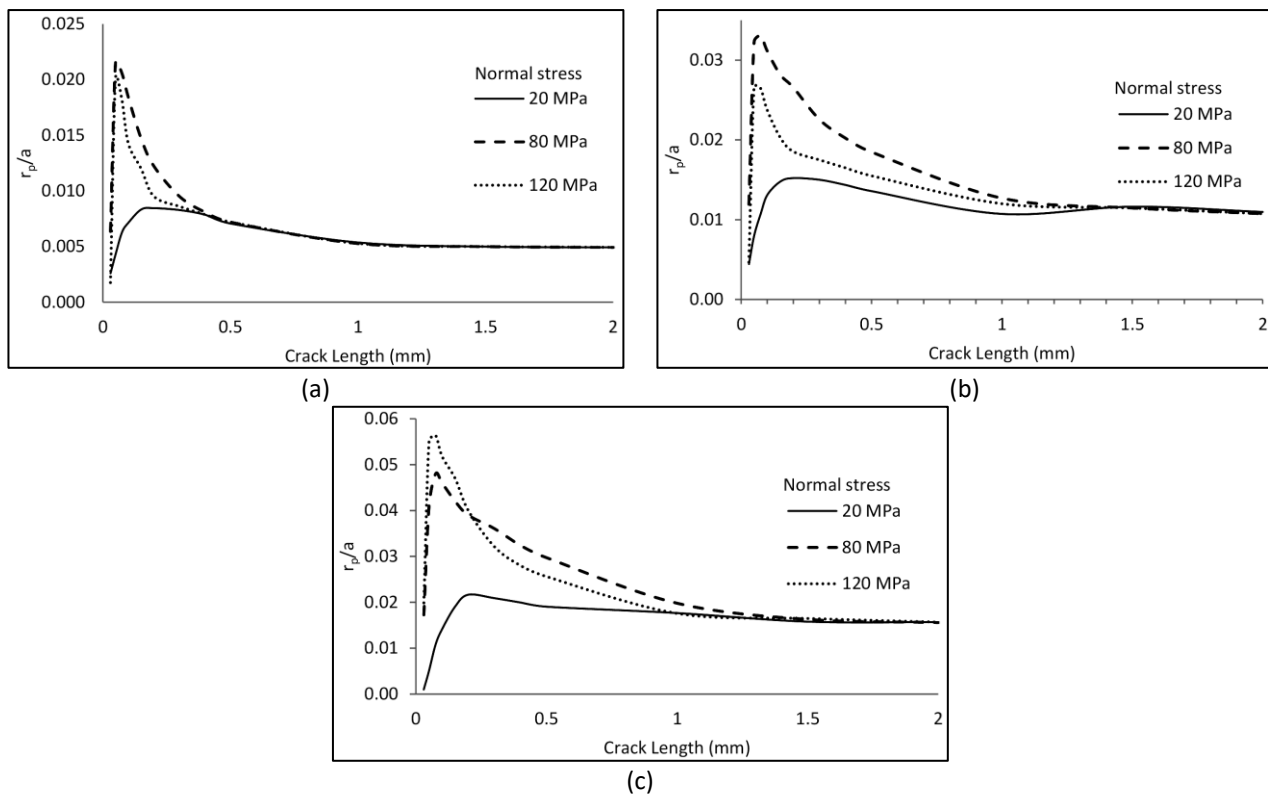 0.025
0.020
0.015
0.010
0.005
0.000
rp/a
Normal stress
20 MPa
80 MPa
120 MPa
0 0.5 1 1.5 2
Crack Length (mm)
(a)
0.03
0.02
0.01
0.00
rp/a
Normal stress
20 MPa
80 MPa
120 MPa
0 0.5 1 1.5 2
Crack Length (mm)
(b)
0.06
0.05
0.04
0.03
0.02
0.01
0.00
rp/a
Normal stress
20 MPa
80 MPa
120 MPa
0 0.5 1 1.5 2
Crack Length (mm)
(c)